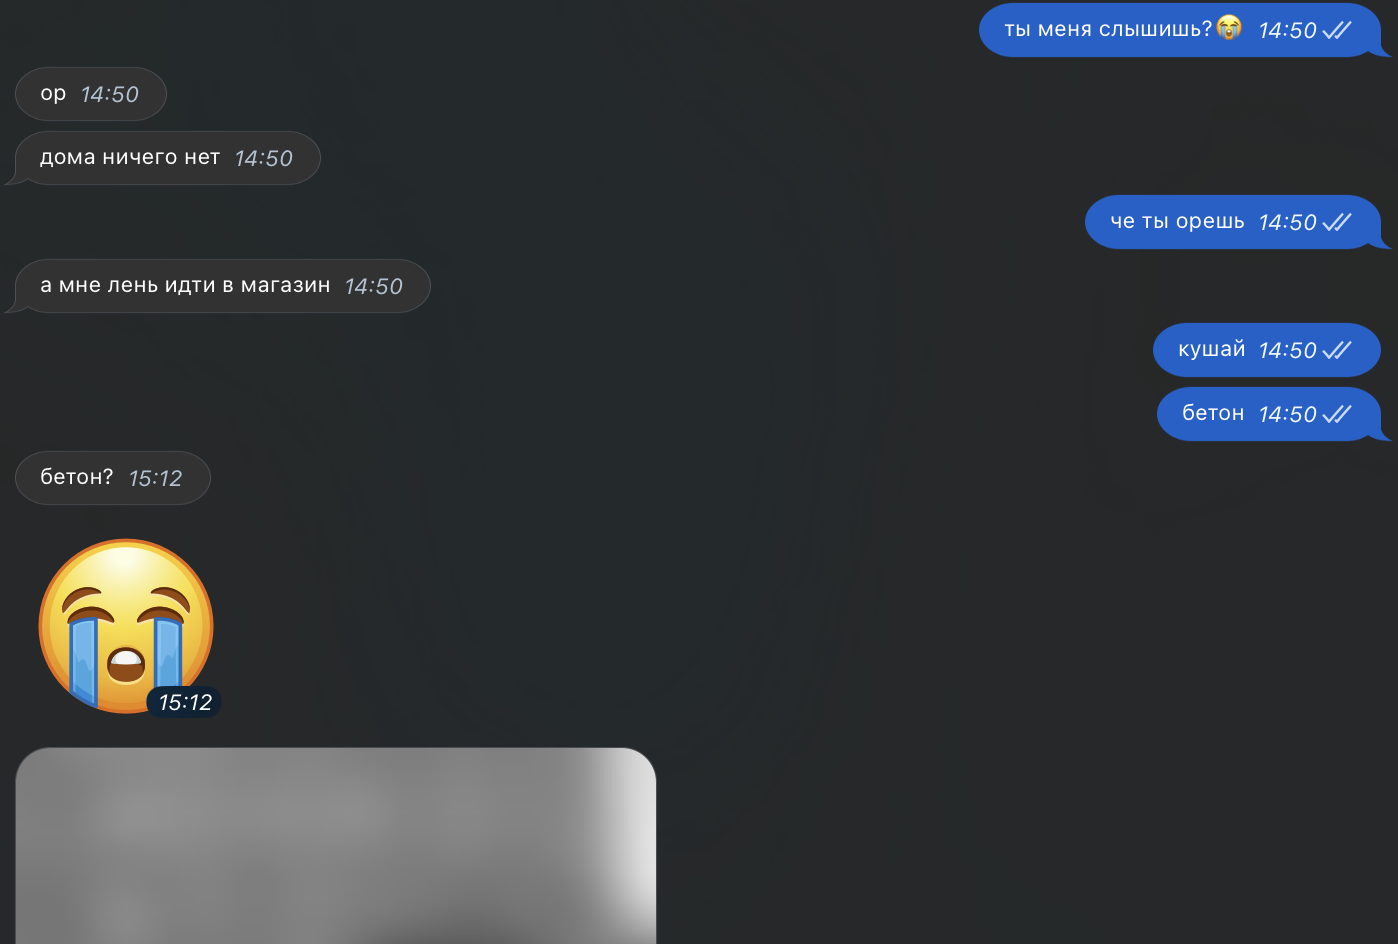 ты меня слышишь?😭 14:50
ор 14:50
дома ничего нет 14:50
че ты орешь 14:50
а мне лень идти в магазин 14:50
кушай 14:50
бетон 14:50
бетон? 15:12
15:12